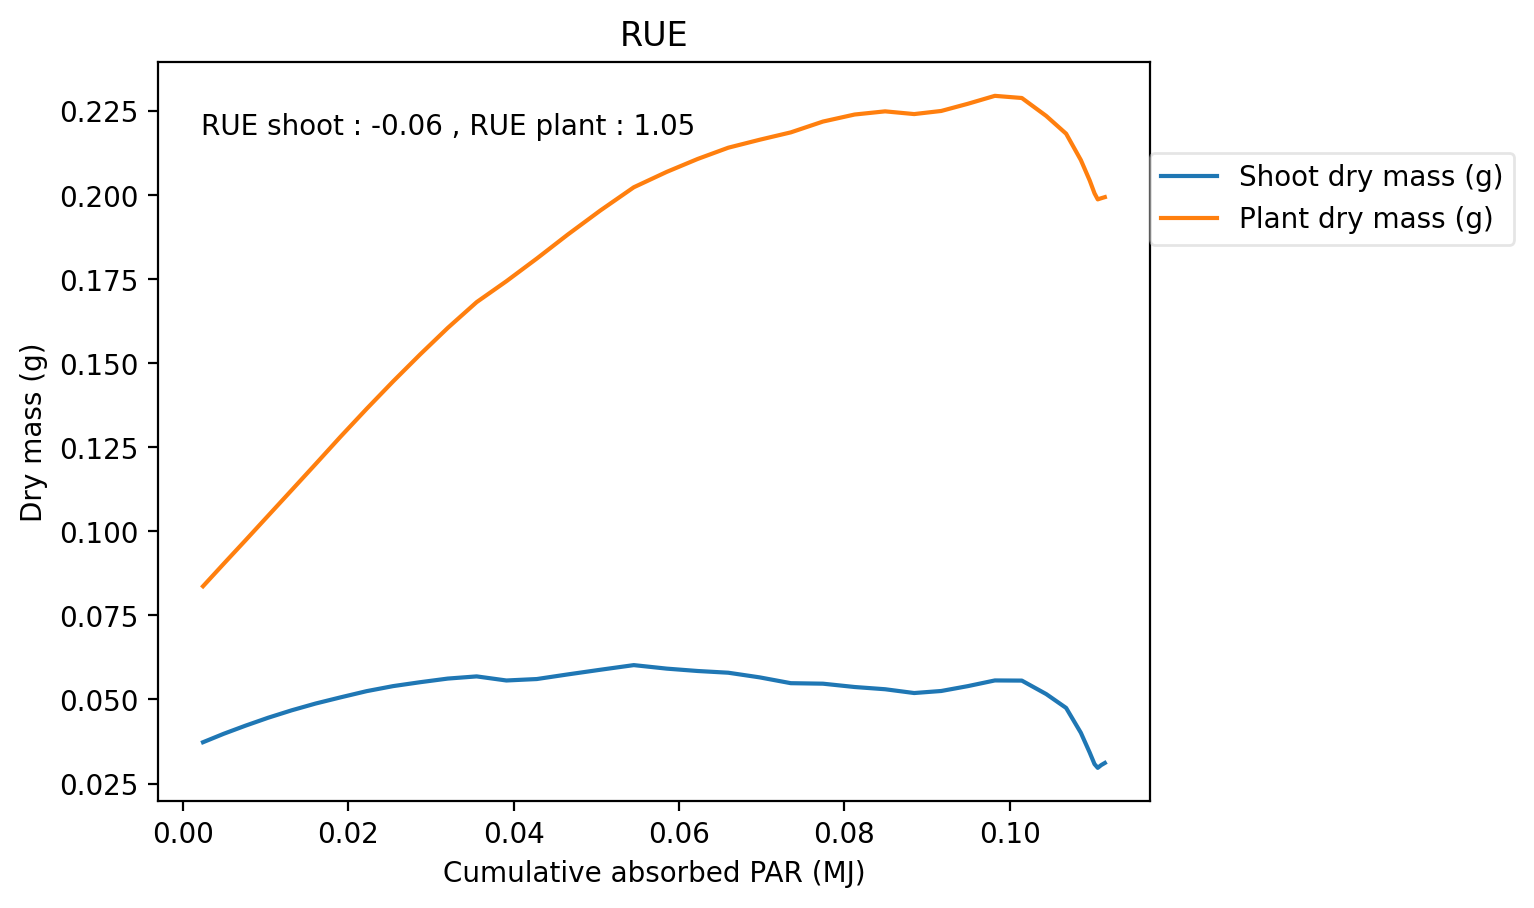 RUE
RUE shoot : -0.06 , RUE plant : 1.05
Shoot dry mass (g)
Plant dry mass (g)
Dry mass (g)
0.225
0.200
0.175
0.150
0.125
0.100
0.075
0.050
0.025
0.00 0.02 0.04 0.06 0.08 0.10
Cumulative absorbed PAR (MJ)